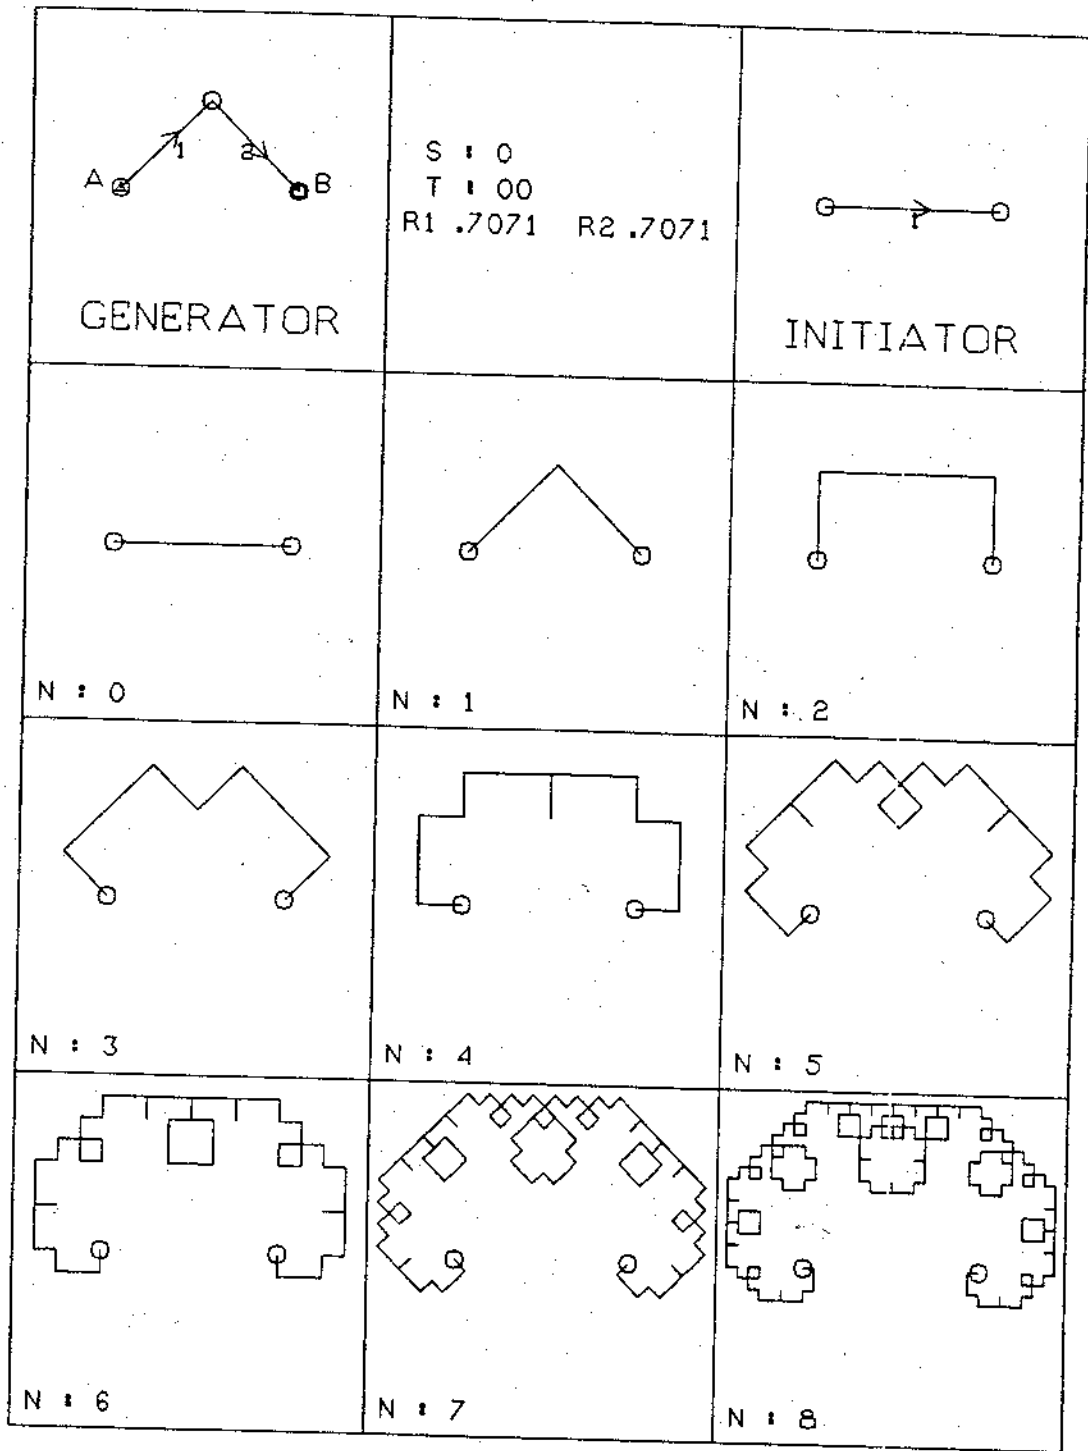 A 1 2 B
GENERATOR
S : 0
T : 00
R1 .7071 R2 .7071
1
INITIATOR
N : 0
N : 1
N : 2
N : 3
N : 4
N : 5
N : 6
N : 7
N : 8